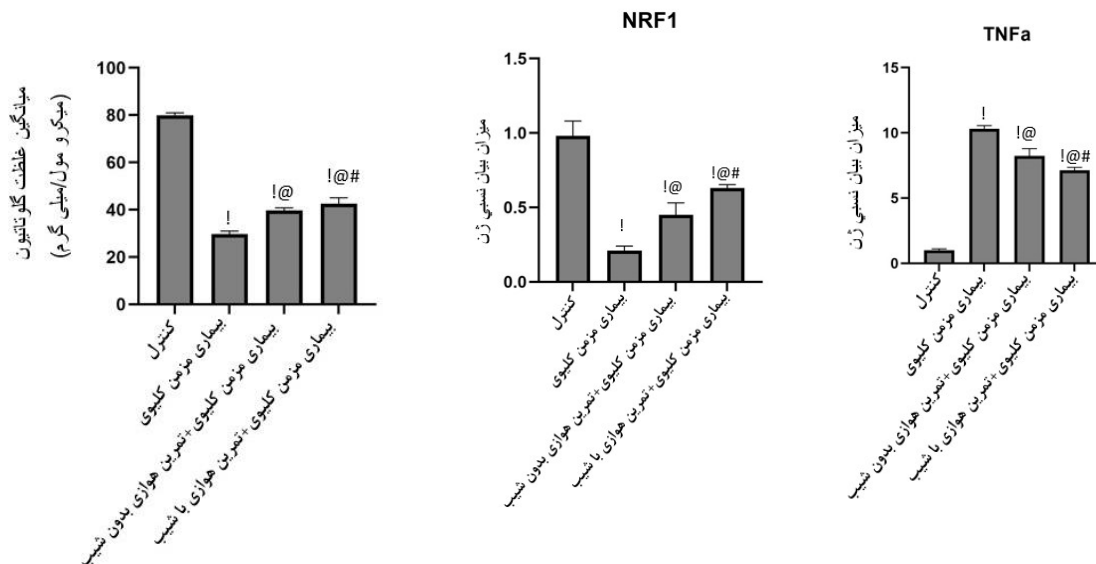 میانگین غلظت گلوتاتیون
(میکرو مول/میلی گرم)
100
80
60
40
20
0
!
!@
!@#
کنترل
بیماری مزمن کلیوی
بیماری مزمن کلیوی+تمرین هوازی بدون شیب
بیماری مزمن کلیوی+تمرین هوازی با شیب
NRF1
میزان بیان نسبي ژن
1.5
1.0
0.5
0.0
!
!@
!@#
کنترل
بیماری مزمن کلیوی
بیماری مزمن کلیوی+تمرین هوازی بدون شیب
بیماری مزمن کلیوی+تمرین هوازی با شیب
TNFa
میزان بیان نسبي ژن
15
10
5
0
!
!@
!@#
کنترل
بیماری مزمن کلیوی
بیماری مزمن کلیوی+تمرین هوازی بدون شیب
بیماری مزمن کلیوی+تمرین هوازی با شیب